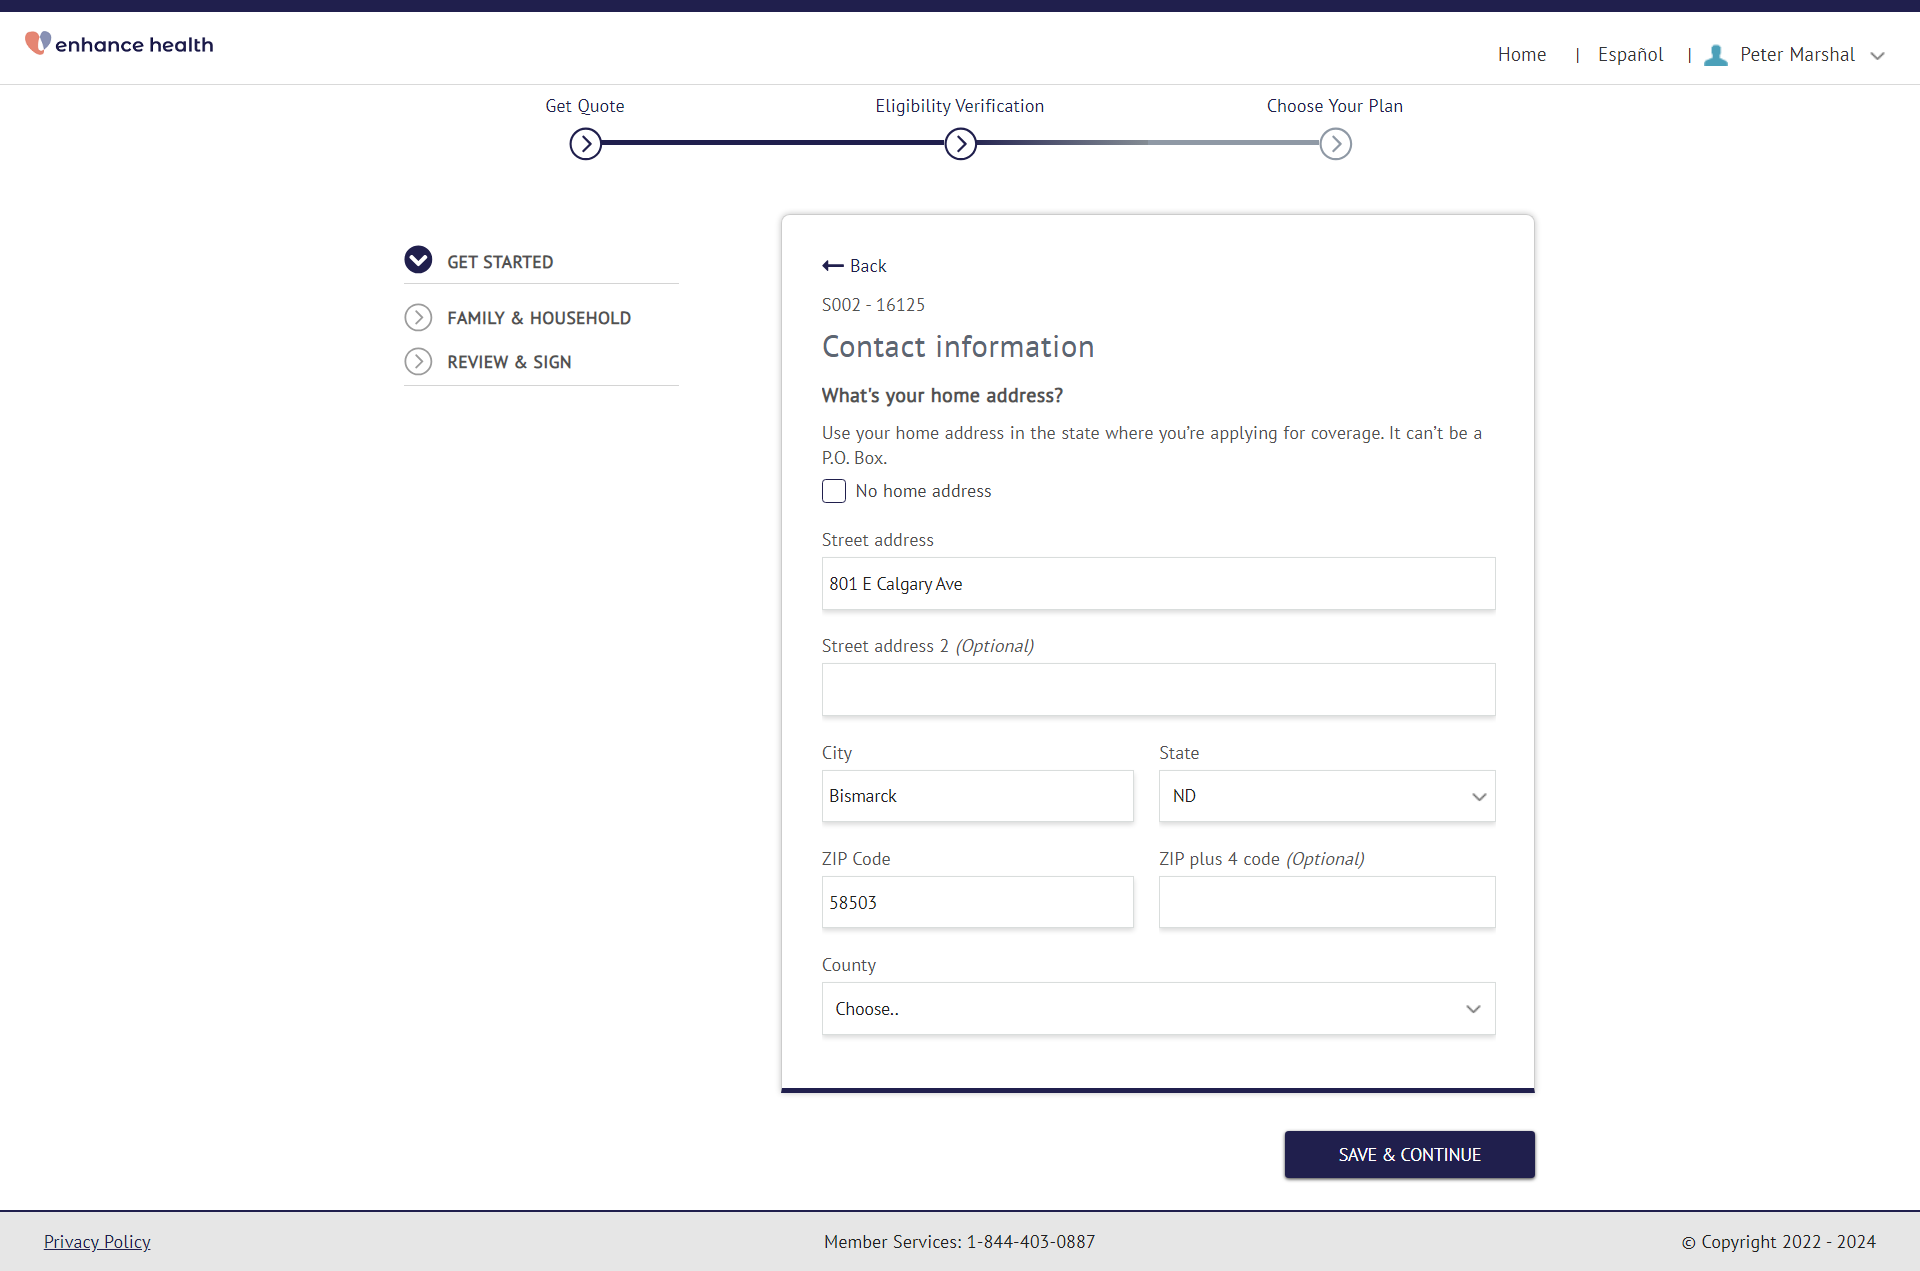 enhance health
Home | Español | Peter Marshal
Get Quote
Eligibility Verification
Choose Your Plan
GET STARTED
FAMILY & HOUSEHOLD
REVIEW & SIGN
Back
S002 - 16125
Contact information
What's your home address?
Use your home address in the state where you’re applying for coverage. It can’t be a
P.O. Box.
No home address
Street address
801 E Calgary Ave
Street address 2 (Optional)
City
State
Bismarck
ND
ZIP Code
ZIP plus 4 code (Optional)
58503
County
Choose..
SAVE & CONTINUE
Privacy Policy
Member Services: 1-844-403-0887
© Copyright 2022 - 2024